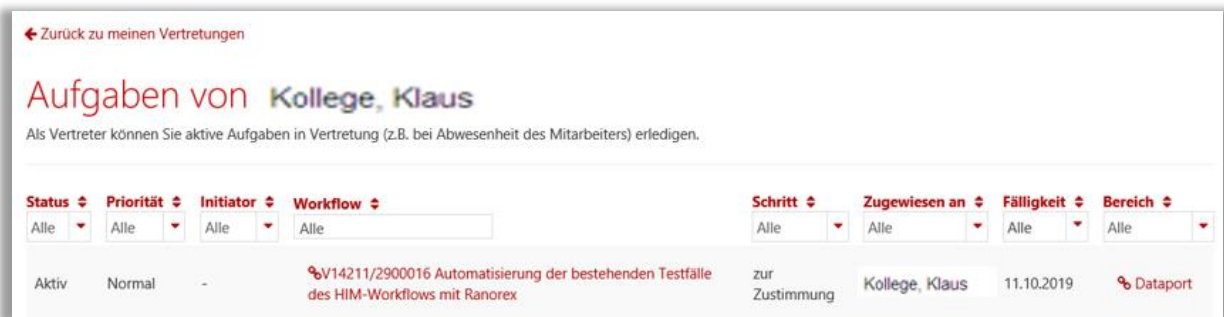 Zurück zu meinen Vertretungen
Aufgaben von Kollege, Klaus
Als Vertreter können Sie aktive Aufgaben in Vertretung (z.B. bei Abwesenheit des Mitarbeiters) erledigen.
Status Priorität Initiator Workflow Schritt Zugewiesen an Fälligkeit Bereich
Alle Alle Alle Alle Alle Alle Alle Alle
Aktiv Normal - V14211/2900016 Automatisierung der bestehenden Testfälle zur Kollege, Klaus 11.10.2019 Dataport
des HIM-Workflows mit Ranorex Zustimmung